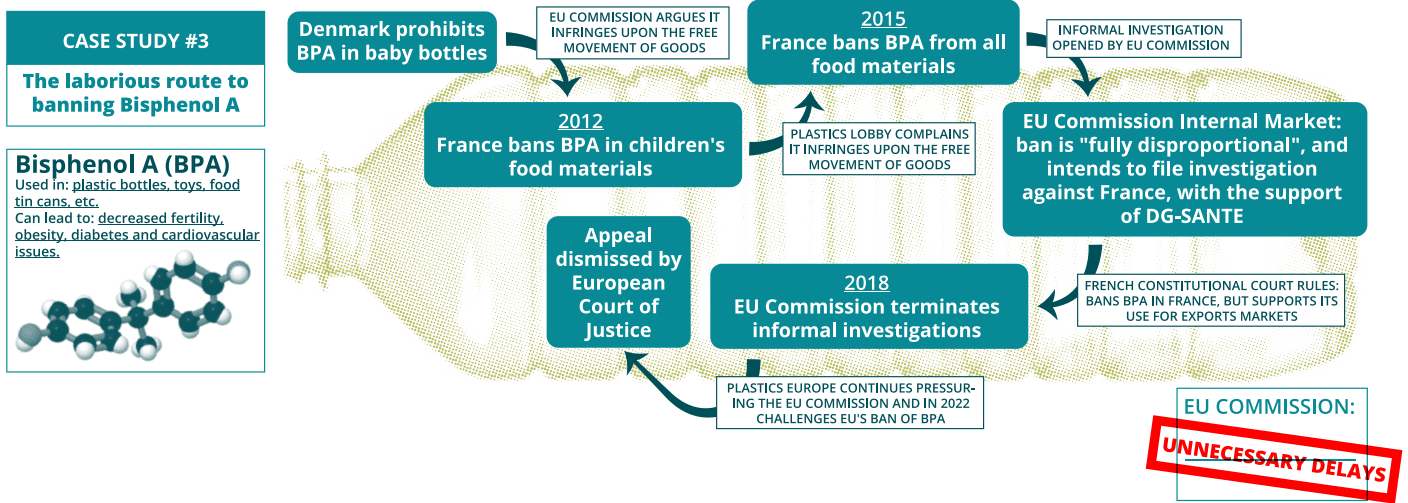 CASE STUDY #3
The laborious route to
banning Bisphenol A
Bisphenol A (BPA)
Used in: plastic bottles, toys, food
tin cans, etc.
Can lead to: decreased fertility,
obesity, diabetes and cardiovascular
issues.
Denmark prohibits
BPA in baby bottles
EU COMMISSION ARGUES IT
INFRINGES UPON THE FREE
MOVEMENT OF GOODS
2012
France bans BPA in children's
food materials
PLASTICS LOBBY COMPLAINS
IT INFRINGES UPON THE FREE
MOVEMENT OF GOODS
2015
France bans BPA from all
food materials
INFORMAL INVESTIGATION
OPENED BY EU COMMISSION
EU Commission Internal Market:
ban is "fully disproportional", and
intends to file investigation
against France, with the support
of DG-SANTE
FRENCH CONSTITUTIONAL COURT RULES:
BANS BPA IN FRANCE, BUT SUPPORTS ITS
USE FOR EXPORTS MARKETS
2018
EU Commission terminates
informal investigations
PLASTICS EUROPE CONTINUES PRESSUR-
ING THE EU COMMISSION AND IN 2022
CHALLENGES EU'S BAN OF BPA
Appeal
dismissed by
European
Court of
Justice
EU COMMISSION:
UNNECESSARY DELAYS